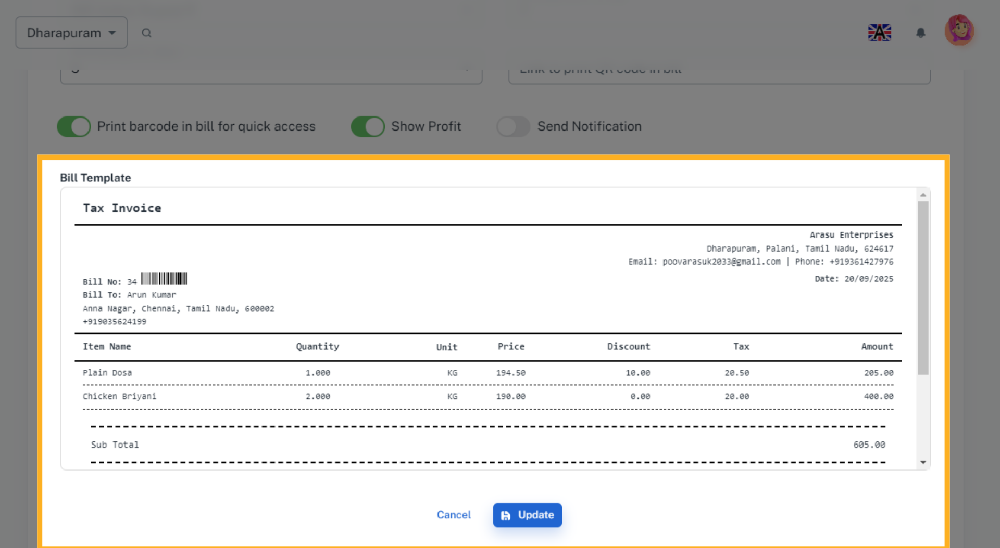 Dharapuram
A
Link to print QR code in bill
Print barcode in bill for quick access Show Profit Send Notification
Bill Template
Tax Invoice
Arasu Enterprises
Dharapuram, Palani, Tamil Nadu, 624617
Email: poovarasuk2033@gmail.com | Phone: +919361427976
Bill No: 34 Date: 20/09/2025
Bill To: Arun Kumar
Anna Nagar, Chennai, Tamil Nadu, 600002
+919035624199
Item Name Quantity Unit Price Discount Tax Amount
Plain Dosa 1.000 KG 194.50 10.00 20.50 205.00
Chicken Briyani 2.000 KG 190.00 0.00 20.00 400.00
Sub Total 605.00
Cancel Update